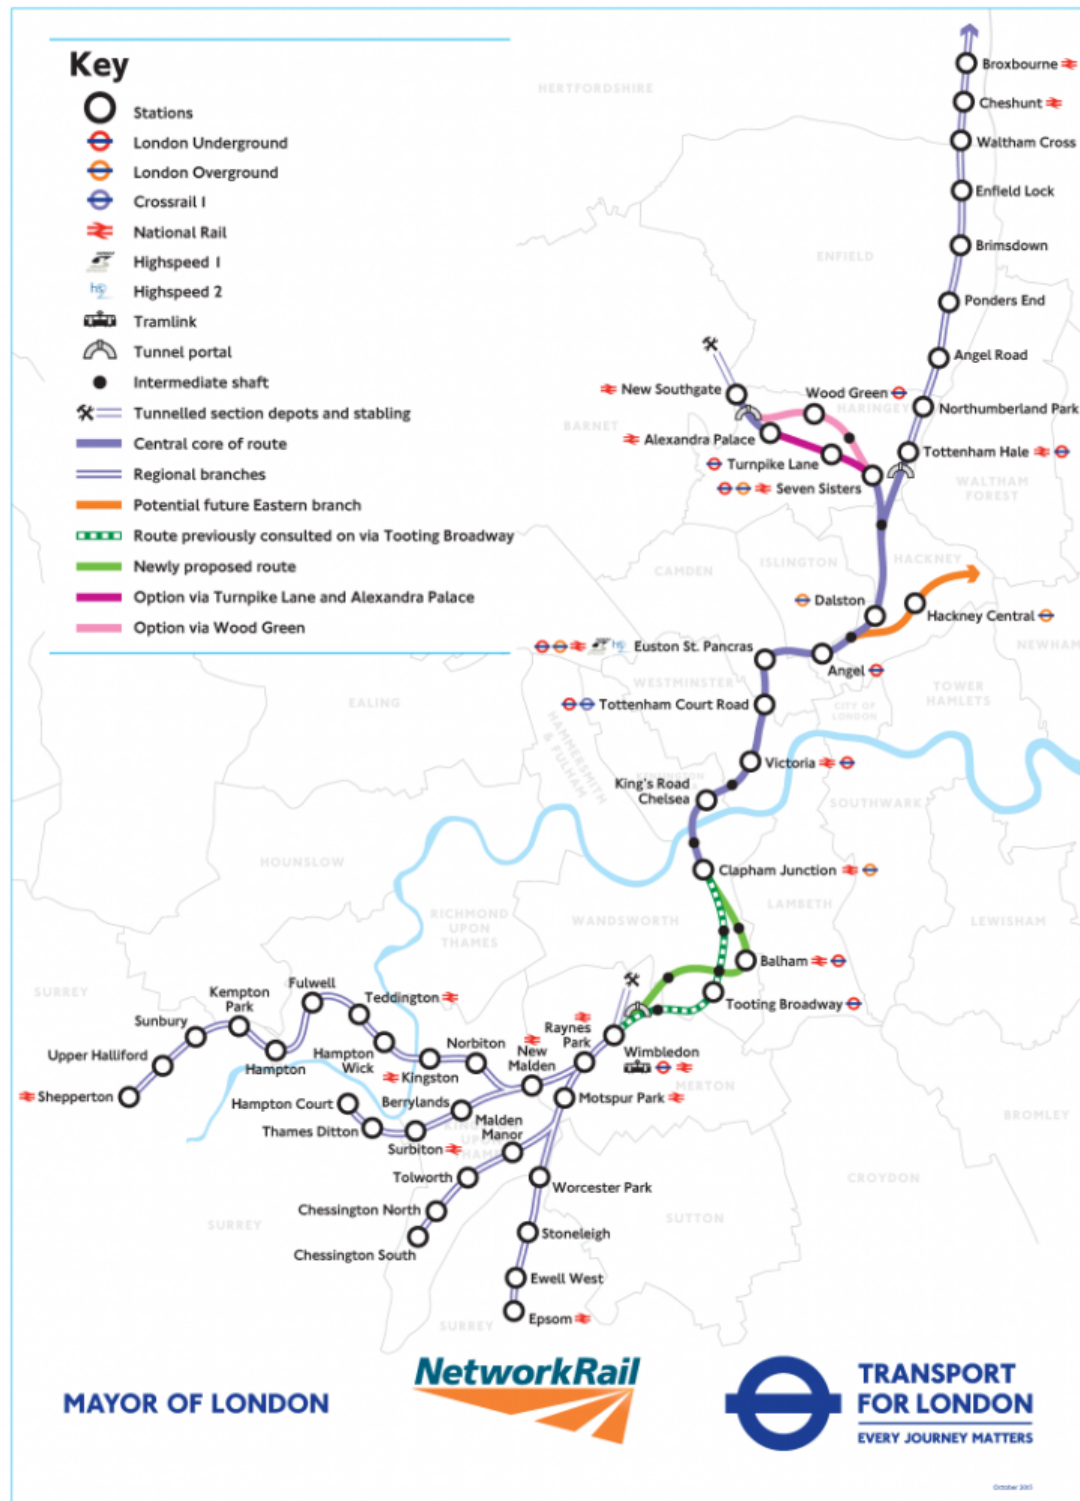 Key
Stations
London Underground
London Overground
Crossrail 1
National Rail
Highspeed 1
hs2
Highspeed 2
Tramlink
Tunnel portal
Intermediate shaft
Tunnelled section depots and stabling
Central core of route
Regional branches
Potential future Eastern branch
Route previously consulted on via Tooting Broadway
Newly proposed route
Option via Turnpike Lane and Alexandra Palace
Option via Wood Green
HERTFORDSHIRE
Broxbourne
Cheshunt
Waltham Cross
Enfield Lock
Brimsdown
ENFIELD
Ponders End
Angel Road
New Southgate
Wood Green
HARINGEY
Northumberland Park
BARNET
Alexandra Palace
Tottenham Hale
Turnpike Lane
Seven Sisters
WALTHAM
FOREST
ISLINGTON
HACKNEY
CAMDEN
Dalston
Hackney Central
hs2
Euston St. Pancras
NEWHAM
Angel
WESTMINSTER
TOWER
HAMLETS
EALING
Tottenham Court Road
CITY OF
LONDON
HAMMERSMITH
& FULHAM
Victoria
King's Road
Chelsea
SOUTHWARK
HOUNSLOW
Clapham Junction
LAMBETH
RICHMOND
UPON
THAMES
WANDSWORTH
LEWISHAM
Balham
SURREY
Kempton
Park
Fulwell
Teddington
Tooting Broadway
Sunbury
Raynes
Park
Upper Halliford
Hampton
Hampton
Wick
Norbiton
New
Malden
Wimbledon
Kingston
MERTON
Shepperton
Hampton Court
Berrylands
Motspur Park
BROMLEY
Thames Ditton
Malden
Manor
Surbiton
Tolworth
CROYDON
Worcester Park
Chessington North
SUTTON
SURREY
Stoneleigh
Chessington South
Ewell West
Epsom
SURREY
MAYOR OF LONDON
NetworkRail
TRANSPORT
FOR LONDON
EVERY JOURNEY MATTERS